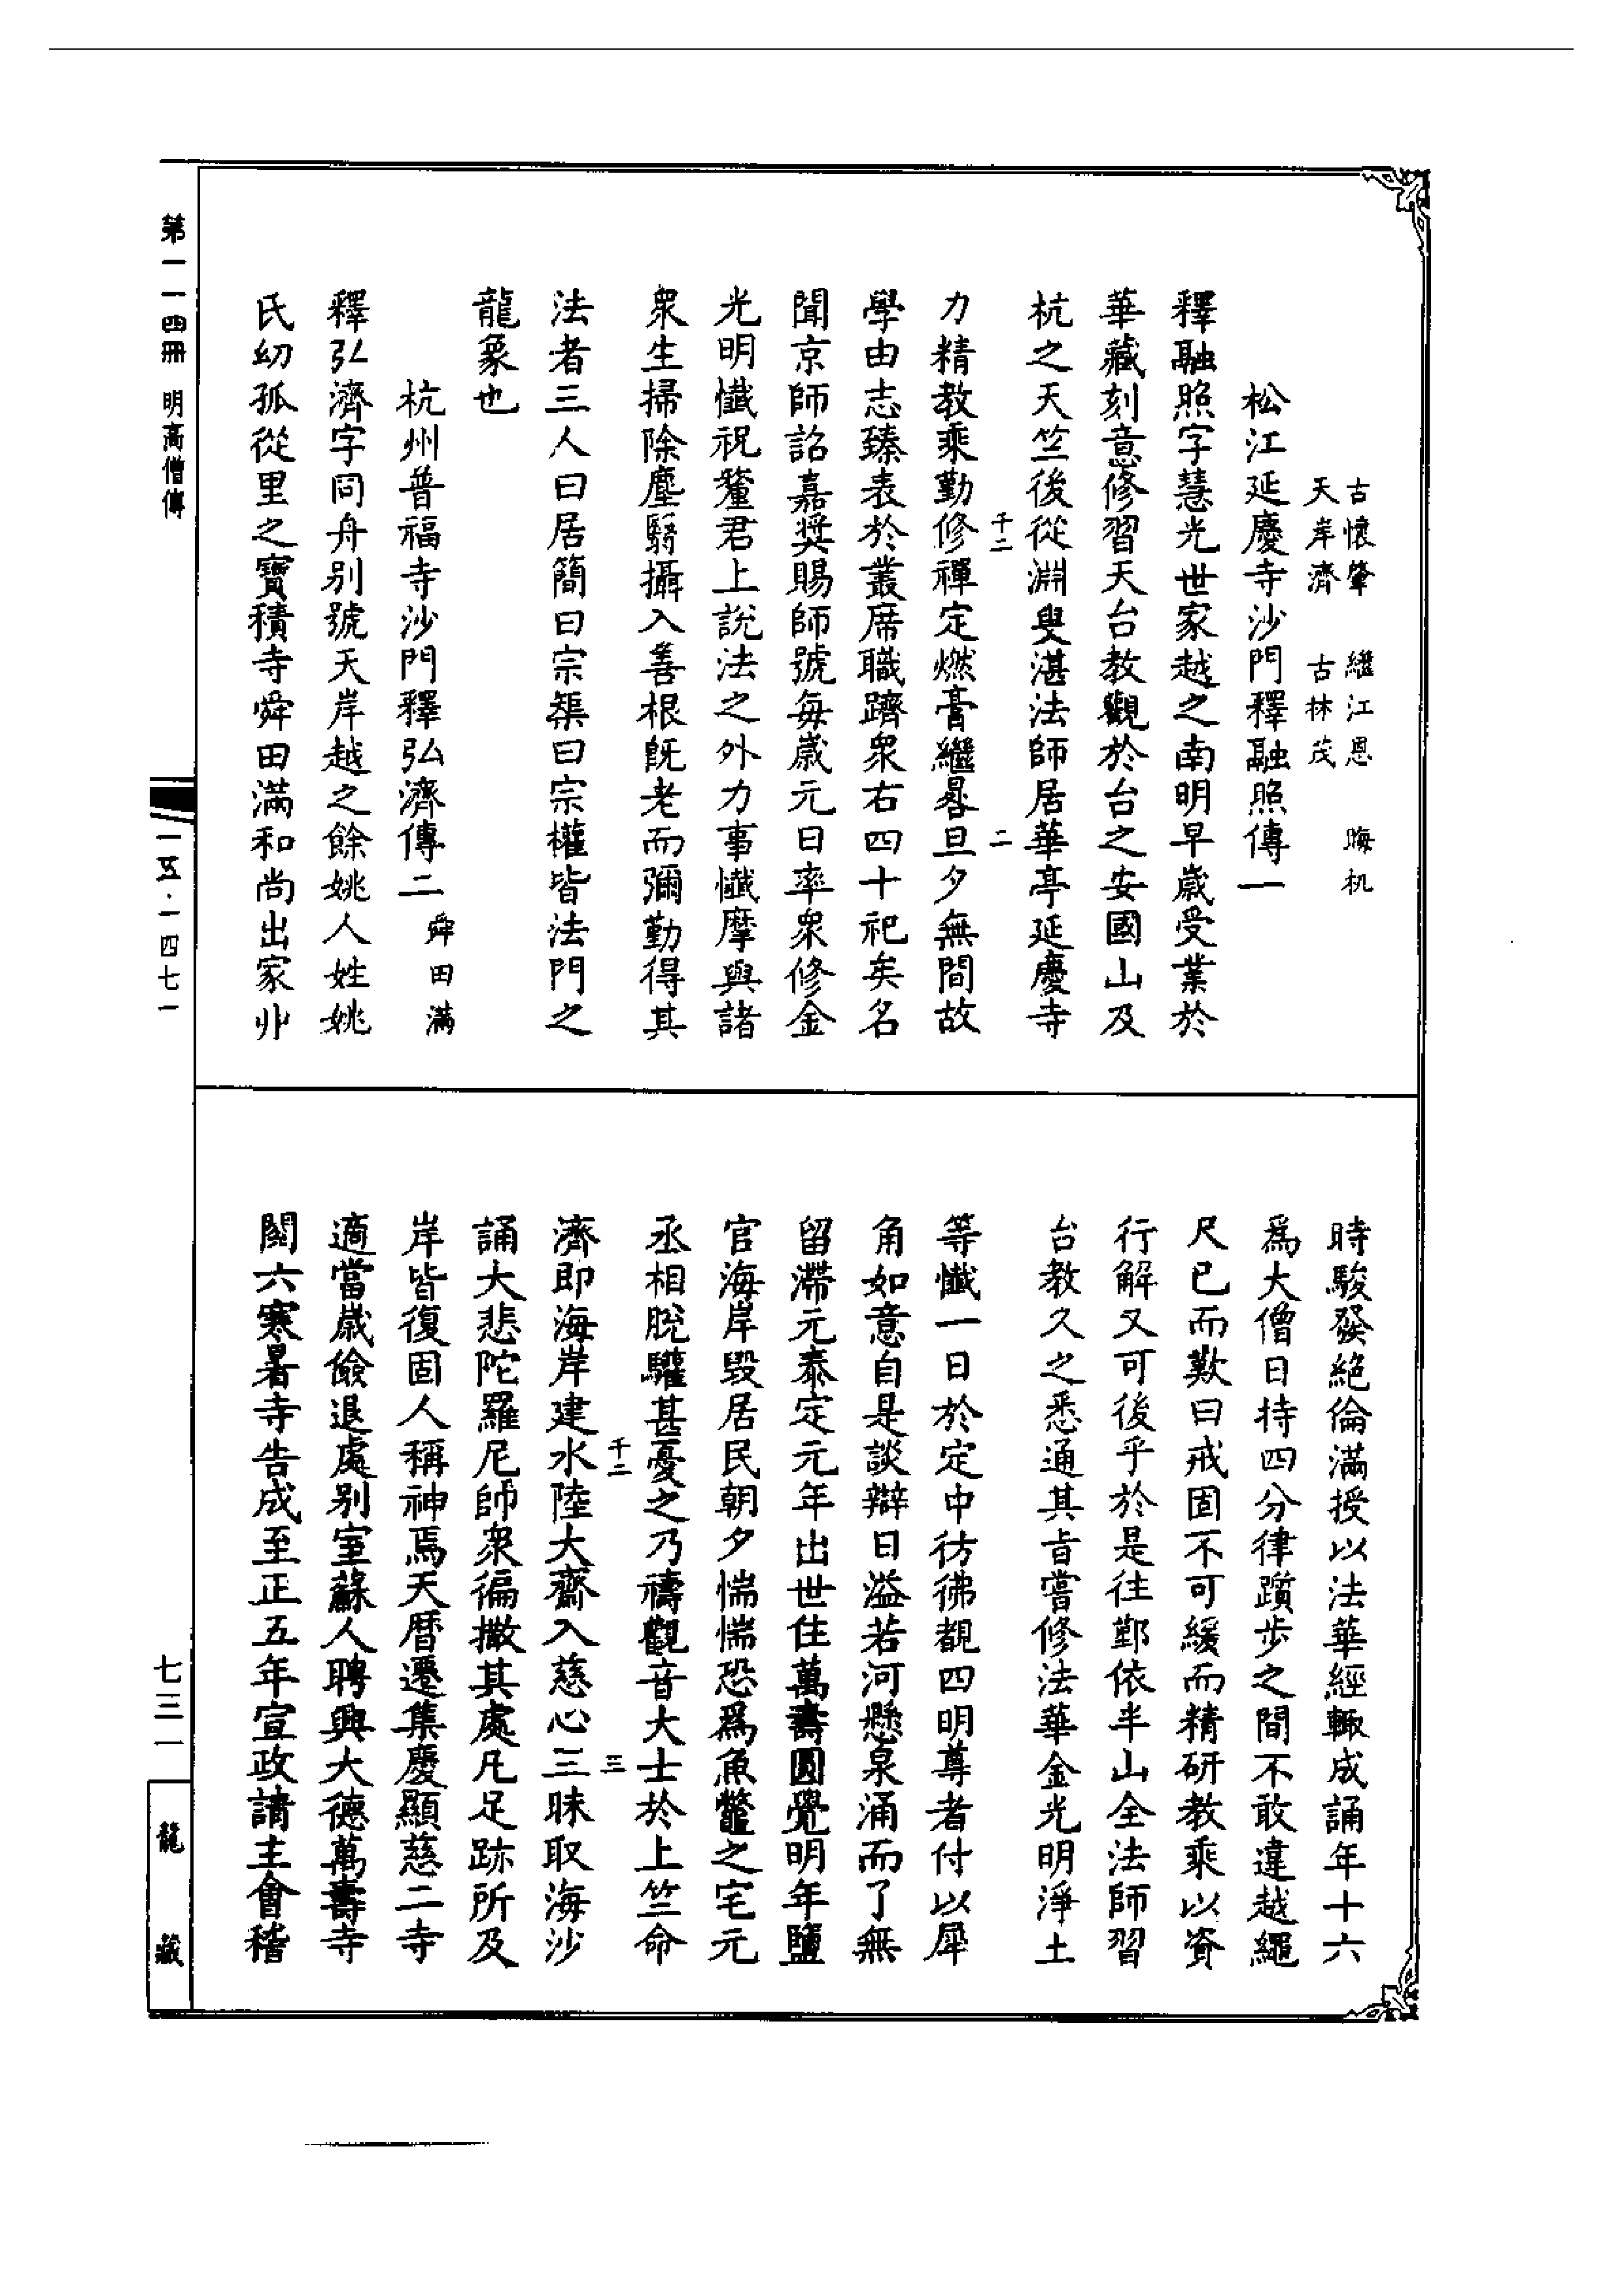 古懷肇　繼江恩　晦机
天岸濟　古林茂
松江延慶寺沙門釋融照傳一
釋融照字慧光世家越之南明早歲受業於
華藏刻意修習天台教觀於台之安國山及
杭之天竺後從淵叟湛法師居華亭延慶寺
千二　二
力精教乘勤修禪定燃膏繼晷旦夕無間故
學由志臻表於叢席職躋衆右四十祀矣名
聞京師詔嘉獎賜師號每歲元日率衆修金
光明懺祝釐君上說法之外力事懺摩與諸
衆生掃除塵翳攝入善根既老而彌勤得其
法者三人曰居簡曰宗榘曰宗權皆法門之
龍象也
杭州普福寺沙門釋弘濟傳二 舜田滿
釋弘濟字同舟別號天岸越之餘姚人姓姚
氏幼孤從里之寶積寺舜田滿和尚出家丱
時駿發絕倫滿授以法華經輙成誦年十六
爲大僧日持四分律躓步之間不敢違越繩
尺已而歎曰戒固不可緩而精研教乘以資
行解又可後乎於是往鄞依半山全法師習
台教久之悉通其旨嘗修法華金光明淨土
等懺一日於定中彷彿覩四明尊者付以犀
角如意自是談辯日溢若河懸泉涌而了無
留滯元泰定元年出世住萬壽圓覺明年鹽
官海岸毀居民朝夕惴惴恐爲魚鼈之宅元
丞相脫驩甚憂之乃禱觀音大士於上竺命
千二　三
濟即海岸建水陸大齋入慈心三昧取海沙
誦大悲陀羅尼師衆徧撒其處凡足跡所及
岸皆復固人稱神焉天曆遷集慶顯慈二寺
適當歲儉退處別室蘇人聘興大德萬壽寺
閱六寒暑寺告成至正五年宣政請主會稽
第一一四冊　明高僧傳
一五·一四七一
七三一
龍藏